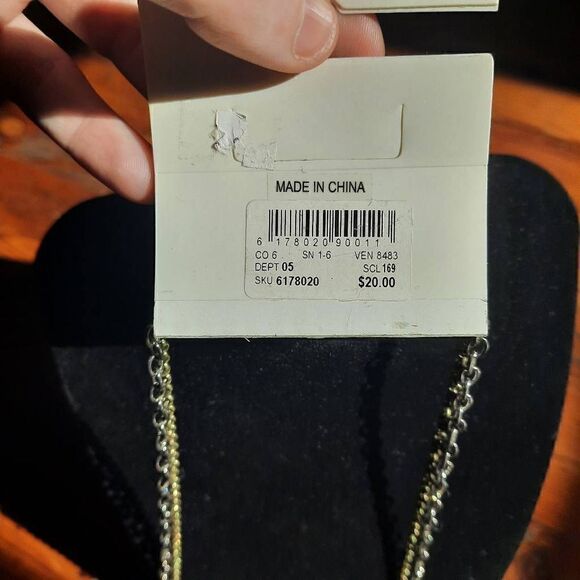 MADE IN CHINA
6 178020 90011
CO 6 SN 1-6 VEN 8483
DEPT 05 SCL 169
SKU 6178020 $20.00